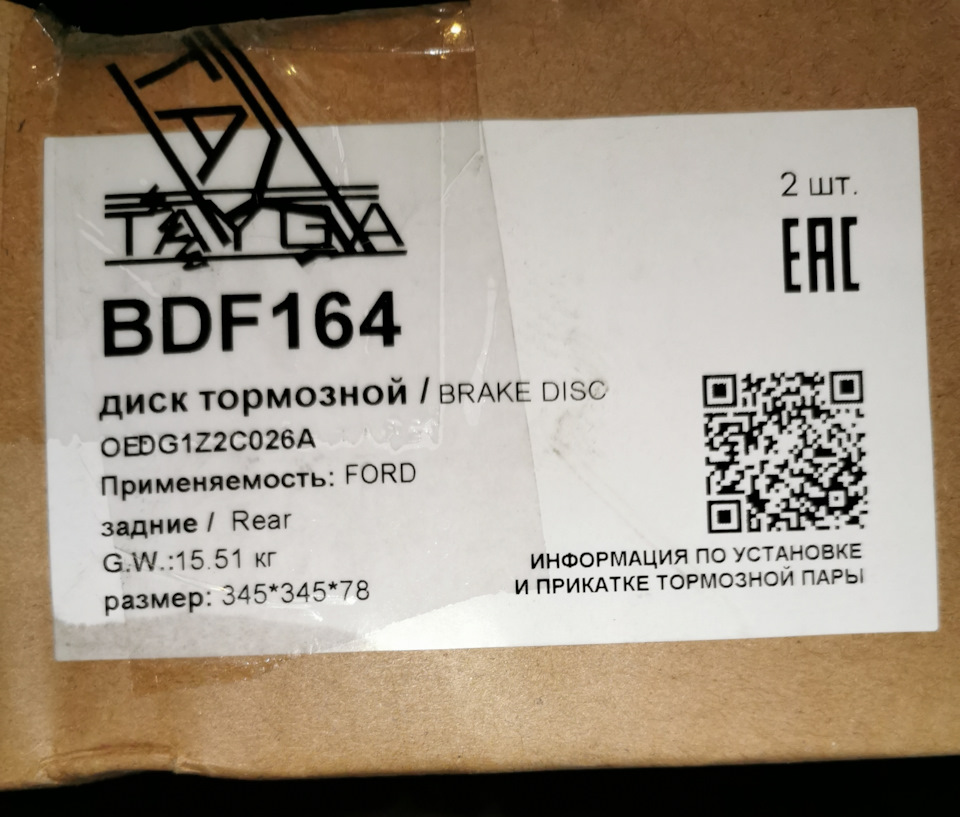 TAYGA
2 шт.
EAC
BDF164
диск тормозной / BRAKE DISC
OEDG1Z2C026A
Применяемость: FORD
задние / Rear
G.W.:15.51 кг
размер: 345*345*78
ИНФОРМАЦИЯ ПО УСТАНОВКЕ
И ПРИКАТКЕ ТОРМОЗНОЙ ПАРЫ